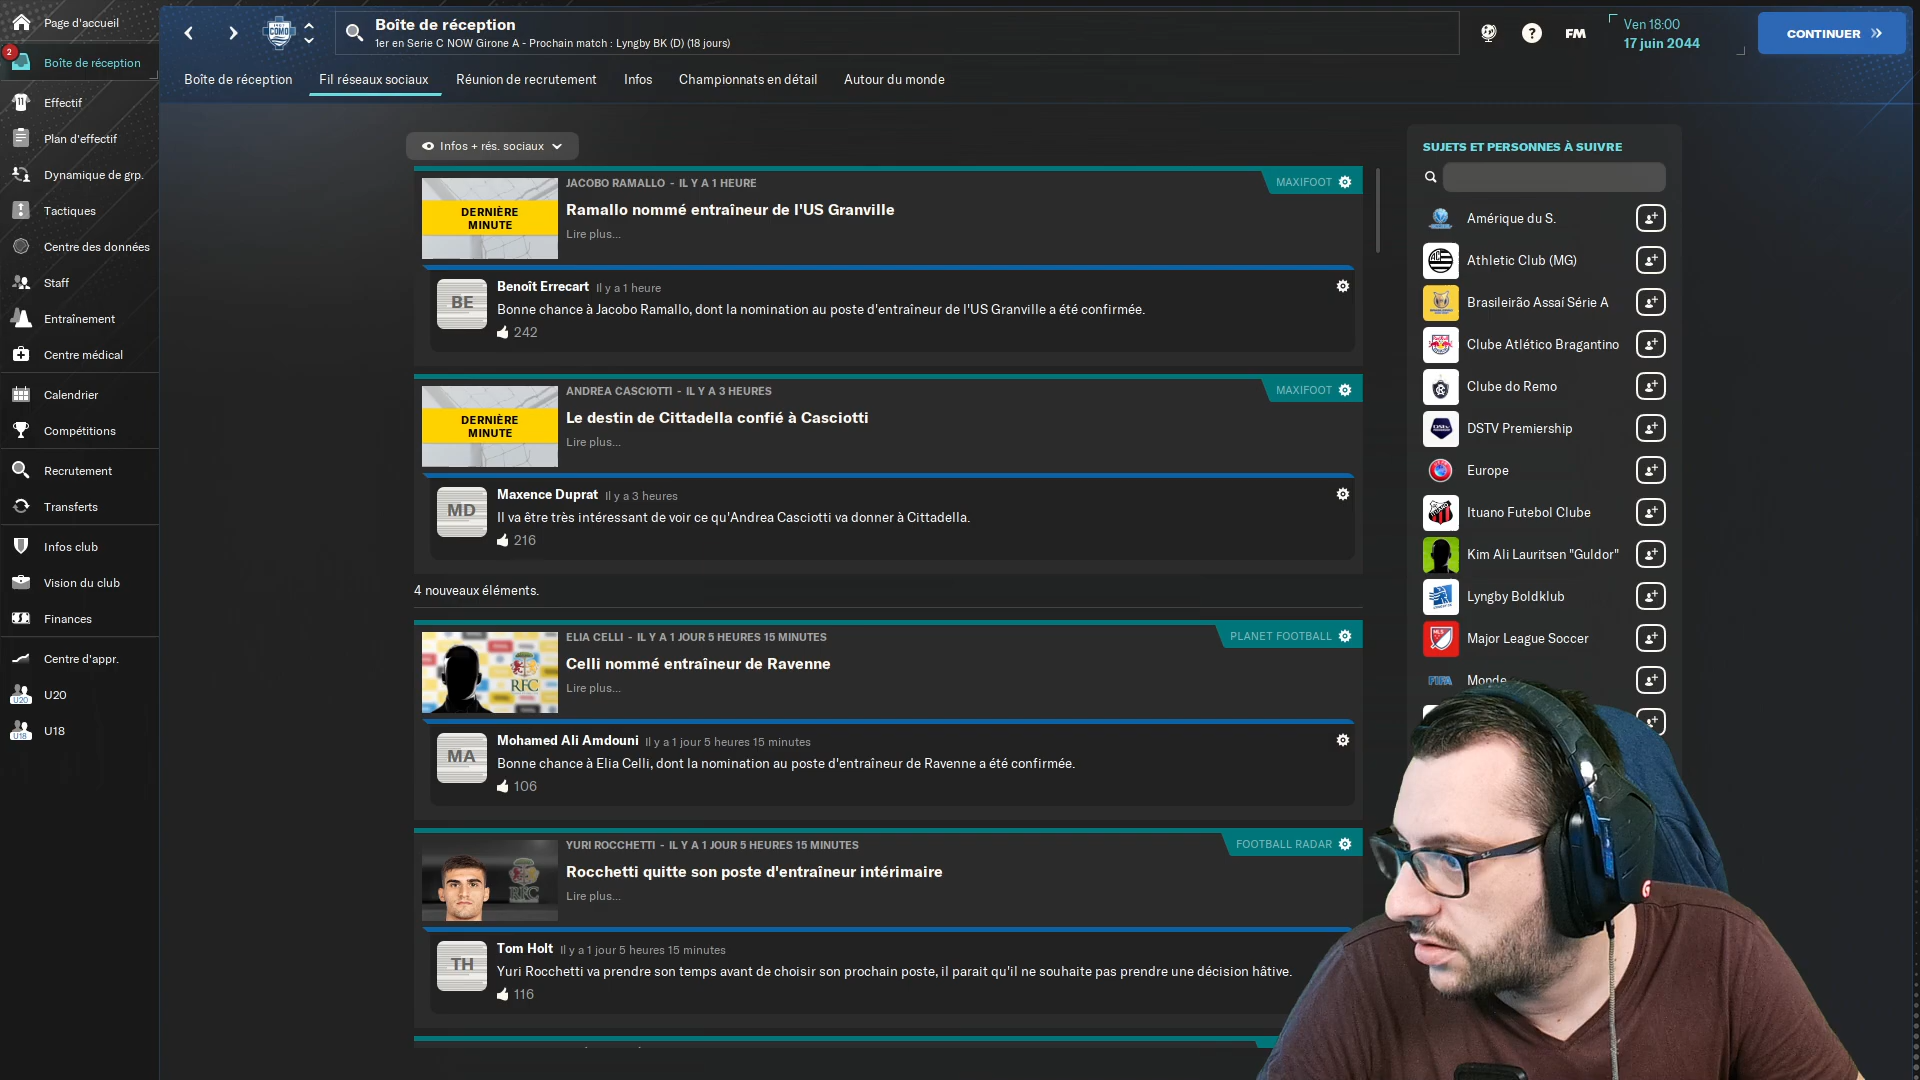 Page d'accueil
2
Boîte de réception
Effectif
Plan d'effectif
Dynamique de grp.
Tactiques
Centre des données
Staff
Entraînement
Centre médical
Calendrier
Compétitions
Recrutement
Transferts
Infos club
Vision du club
Finances
Centre d'appr.
U20
U20
U18
U18
COMO
Boîte de réception
1er en Serie C NOW Girone A - Prochain match : Lyngby BK (D) (18 jours)
?
FM
Ven 18:00
17 juin 2044
CONTINUER
Boîte de réception
Fil réseaux sociaux
Réunion de recrutement
Infos
Championnats en détail
Autour du monde
Infos + rés. sociaux
DERNIÈRE
MINUTE
JACOBO RAMALLO - IL Y A 1 HEURE
MAXIFOOT
Ramallo nommé entraîneur de l'US Granville
Lire plus...
BE
Benoît Errecart Il y a 1 heure
Bonne chance à Jacobo Ramallo, dont la nomination au poste d'entraîneur de l'US Granville a été confirmée.
242
DERNIÈRE
MINUTE
ANDREA CASCIOTTI - IL Y A 3 HEURES
MAXIFOOT
Le destin de Cittadella confié à Casciotti
Lire plus...
MD
Maxence Duprat Il y a 3 heures
Il va être très intéressant de voir ce qu'Andrea Casciotti va donner à Cittadella.
216
4 nouveaux éléments.
RFC
ELIA CELLI - IL Y A 1 JOUR 5 HEURES 15 MINUTES
PLANET FOOTBALL
Celli nommé entraîneur de Ravenne
Lire plus...
MA
Mohamed Ali Amdouni Il y a 1 jour 5 heures 15 minutes
Bonne chance à Elia Celli, dont la nomination au poste d'entraîneur de Ravenne a été confirmée.
106
RFC
YURI ROCCHETTI - IL Y A 1 JOUR 5 HEURES 15 MINUTES
FOOTBALL RADAR
Rocchetti quitte son poste d'entraîneur intérimaire
Lire plus...
TH
Tom Holt Il y a 1 jour 5 heures 15 minutes
Yuri Rocchetti va prendre son temps avant de choisir son prochain poste, il parait qu'il ne souhaite pas prendre une décision hâtive.
116
SUJETS ET PERSONNES À SUIVRE
Amérique du S.
Athletic Club (MG)
Brasileirão Assaí Série A
Clube Atlético Bragantino
Clube do Remo
DSTV Premiership
Europe
Ituano Futebol Clube
Kim Ali Lauritsen "Guldor"
Lyngby Boldklub
Major League Soccer
FIFA
Monde